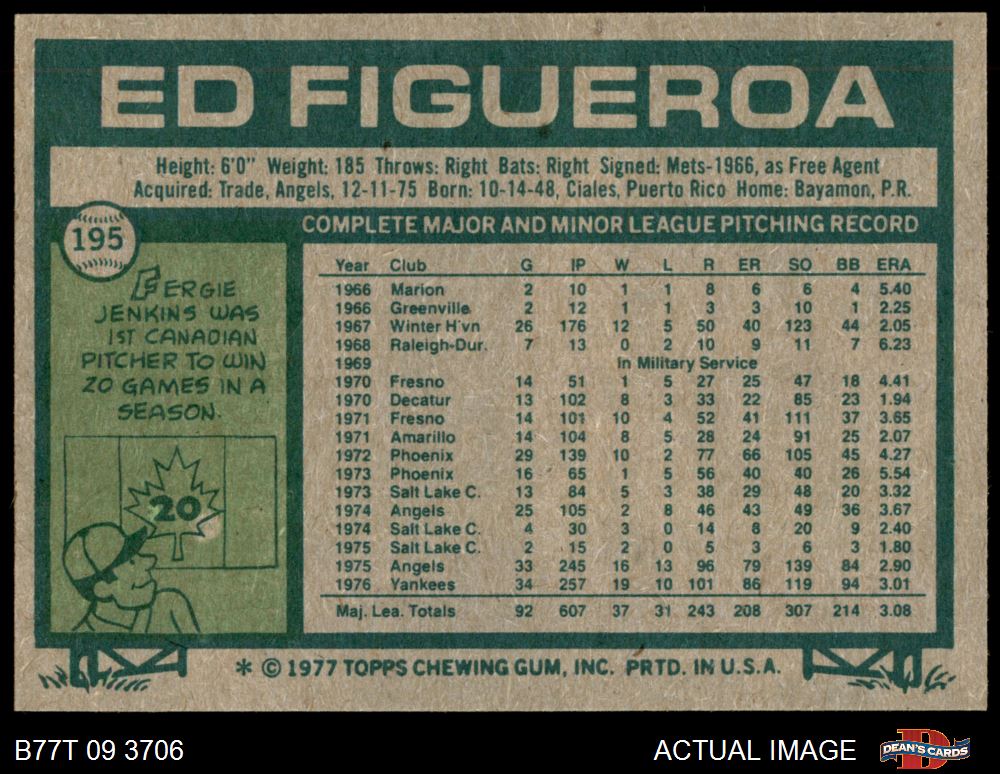 ED FIGUEROA
Height: 6'0" Weight: 185 Throws: Right Bats: Right Signed: Mets-1966, as Free Agent
Acquired: Trade, Angels, 12-11-75 Born: 10-14-48, Ciales, Puerto Rico Home: Bayamon, P.R.
195
FERGIE
JENKINS WAS
1ST CANADIAN
PITCHER TO WIN
20 GAMES IN A
SEASON.
20
COMPLETE MAJOR AND MINOR LEAGUE PITCHING RECORD
Year Club G IP W L R ER SO BB ERA
1966 Marion 2 10 1 1 8 6 6 4 5.40
1966 Greenville 2 12 1 1 3 3 10 1 2.25
1967 Winter H'vn 26 176 12 5 50 40 123 44 2.05
1968 Raleigh-Dur. 7 13 0 2 10 9 11 7 6.23
1969 In Military Service
1970 Fresno 14 51 1 5 27 25 47 18 4.41
1970 Decatur 13 102 8 3 33 22 85 23 1.94
1971 Fresno 14 101 10 4 52 41 111 37 3.65
1971 Amarillo 14 104 8 5 28 24 91 25 2.07
1972 Phoenix 29 139 10 2 77 66 105 45 4.27
1973 Phoenix 16 65 1 5 56 40 40 26 5.54
1973 Salt Lake C. 13 84 5 3 38 29 48 20 3.32
1974 Angels 25 105 2 8 46 43 49 36 3.67
1974 Salt Lake C. 4 30 3 0 14 8 20 9 2.40
1975 Salt Lake C. 2 15 2 0 5 3 6 3 1.80
1975 Angels 33 245 16 13 96 79 139 84 2.90
1976 Yankees 34 257 19 10 101 86 119 94 3.01
Maj. Lea. Totals 92 607 37 31 243 208 307 214 3.08
* © 1977 TOPPS CHEWING GUM, INC. PRTD. IN U.S.A.
B77T 09 3706
ACTUAL IMAGE
DEAN'S CARDS